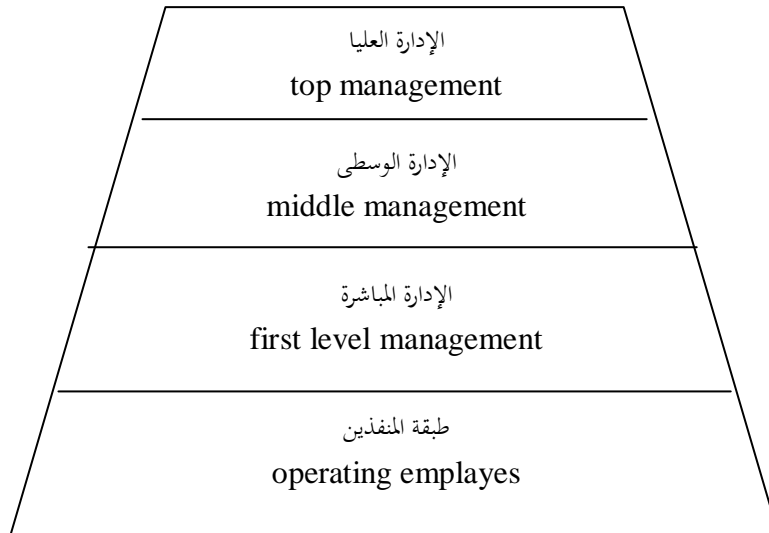 الإدارة العليا
top management
الإدارة الوسطى
middle management
الإدارة المباشرة
first level management
طبقة المنفذين
operating emplayes